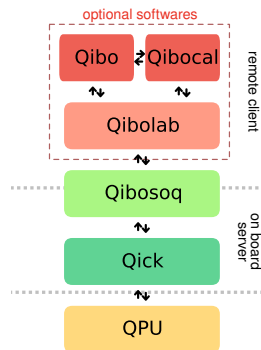 optional softwares
Qibo
Qibocal
remote client
Qibolab
Qibosoq
on board
server
Qick
QPU